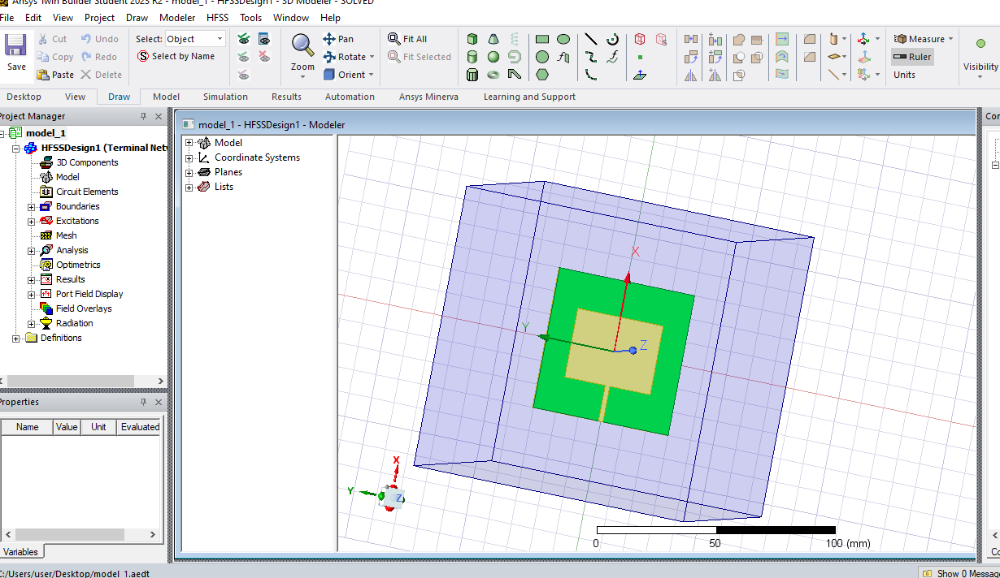 Ansys Twin Builder Student 2023 R2 - model_1 - HFSSDesign1 - 3D Modeler - SOLVED
File Edit View Project Draw Modeler HFSS Tools Window Help
Save
Cut
Copy
Paste
Undo
Redo
Delete
Select: Object
Select by Name
Zoom
Pan
Rotate
Orient
Fit All
Fit Selected
Measure
Ruler
Units
Visibility
Desktop View Draw Model Simulation Results Automation Ansys Minerva Learning and Support
Project Manager
model_1
HFSSDesign1 (Terminal Net
3D Components
Model
Circuit Elements
Boundaries
Excitations
Mesh
Analysis
Optimetrics
Results
Port Field Display
Field Overlays
Radiation
Definitions
Properties
Name Value Unit Evaluated
Variables
model_1 - HFSSDesign1 - Modeler
Model
Coordinate Systems
Planes
Lists
X
Y
Z
X
Y
Z
0 50 100 (mm)
Cor
Co
C:/Users/user/Desktop/model_1.aedt
Show 0 Messag